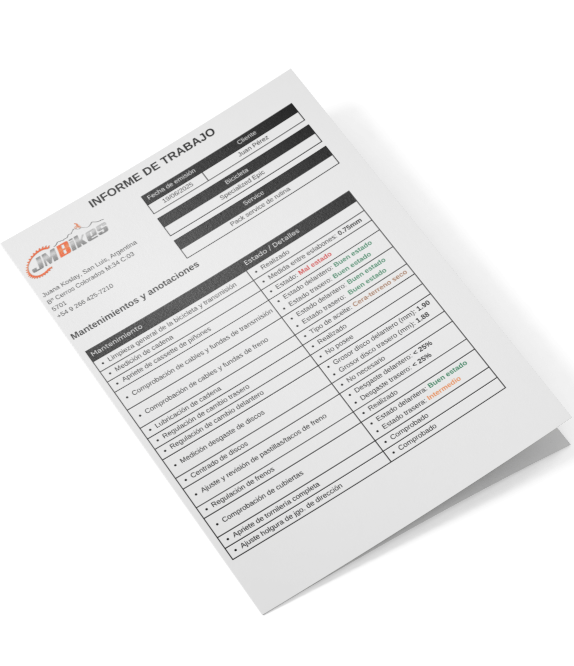 INFORME DE TRABAJO
JMBikes
Juana Koslay, San Luis, Argentina
Bº Cerros Colorados M:34 C:03
5701
+54 9 266 425-7210
Fecha de emisión Cliente
19/06/2025 Juan Pérez
Bicicleta
Specialized Epic
Service
Pack service de rutina
Mantenimientos y anotaciones
Mantenimiento Estado / Detalles
• Limpieza general de la bicicleta y transmisión • Realizado
• Medición de cadena • Medida entre eslabones: 0.75mm
• Apriete de cassette de piñones • Estado: Mal estado
• Comprobación de cables y fundas de transmisión • Estado delantero: Buen estado
• Estado trasero: Buen estado
• Comprobación de cables y fundas de freno • Estado delantero: Buen estado
• Estado trasero: Buen estado
• Lubricación de cadena • Tipo de aceite: Cera-terreno seco
• Regulación de cambio trasero • Realizado
• Regulación de cambio delantero • No posee
• Medición desgaste de discos • Grosor disco delantero (mm): 1.90
• Grosor disco trasero (mm): 1.88
• Centrado de discos • No necesario
• Ajuste y revisión de pastillas/tacos de freno • Desgaste delantero: < 25%
• Desgaste trasero: < 25%
• Regulación de frenos • Realizado
• Comprobación de cubiertas • Estado delantera: Buen estado
• Estado trasera: Intermedio
• Apriete de tornillería completa • Comprobado
• Ajuste holgura de jgo. de dirección • Comprobado